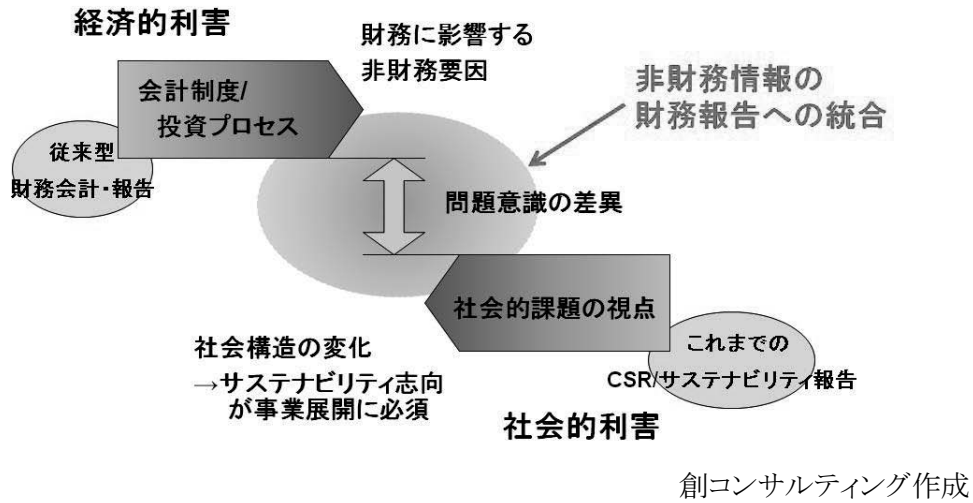 経済的利害
財務に影響する
非財務要因
会計制度/
投資プロセス
非財務情報の
財務報告への統合
従来型
財務会計・報告
問題意識の差異
社会的課題の視点
社会構造の変化
→サステナビリティ志向
が事業展開に必須
これまでの
CSR/サステナビリティ報告
社会的利害
創コンサルティング作成